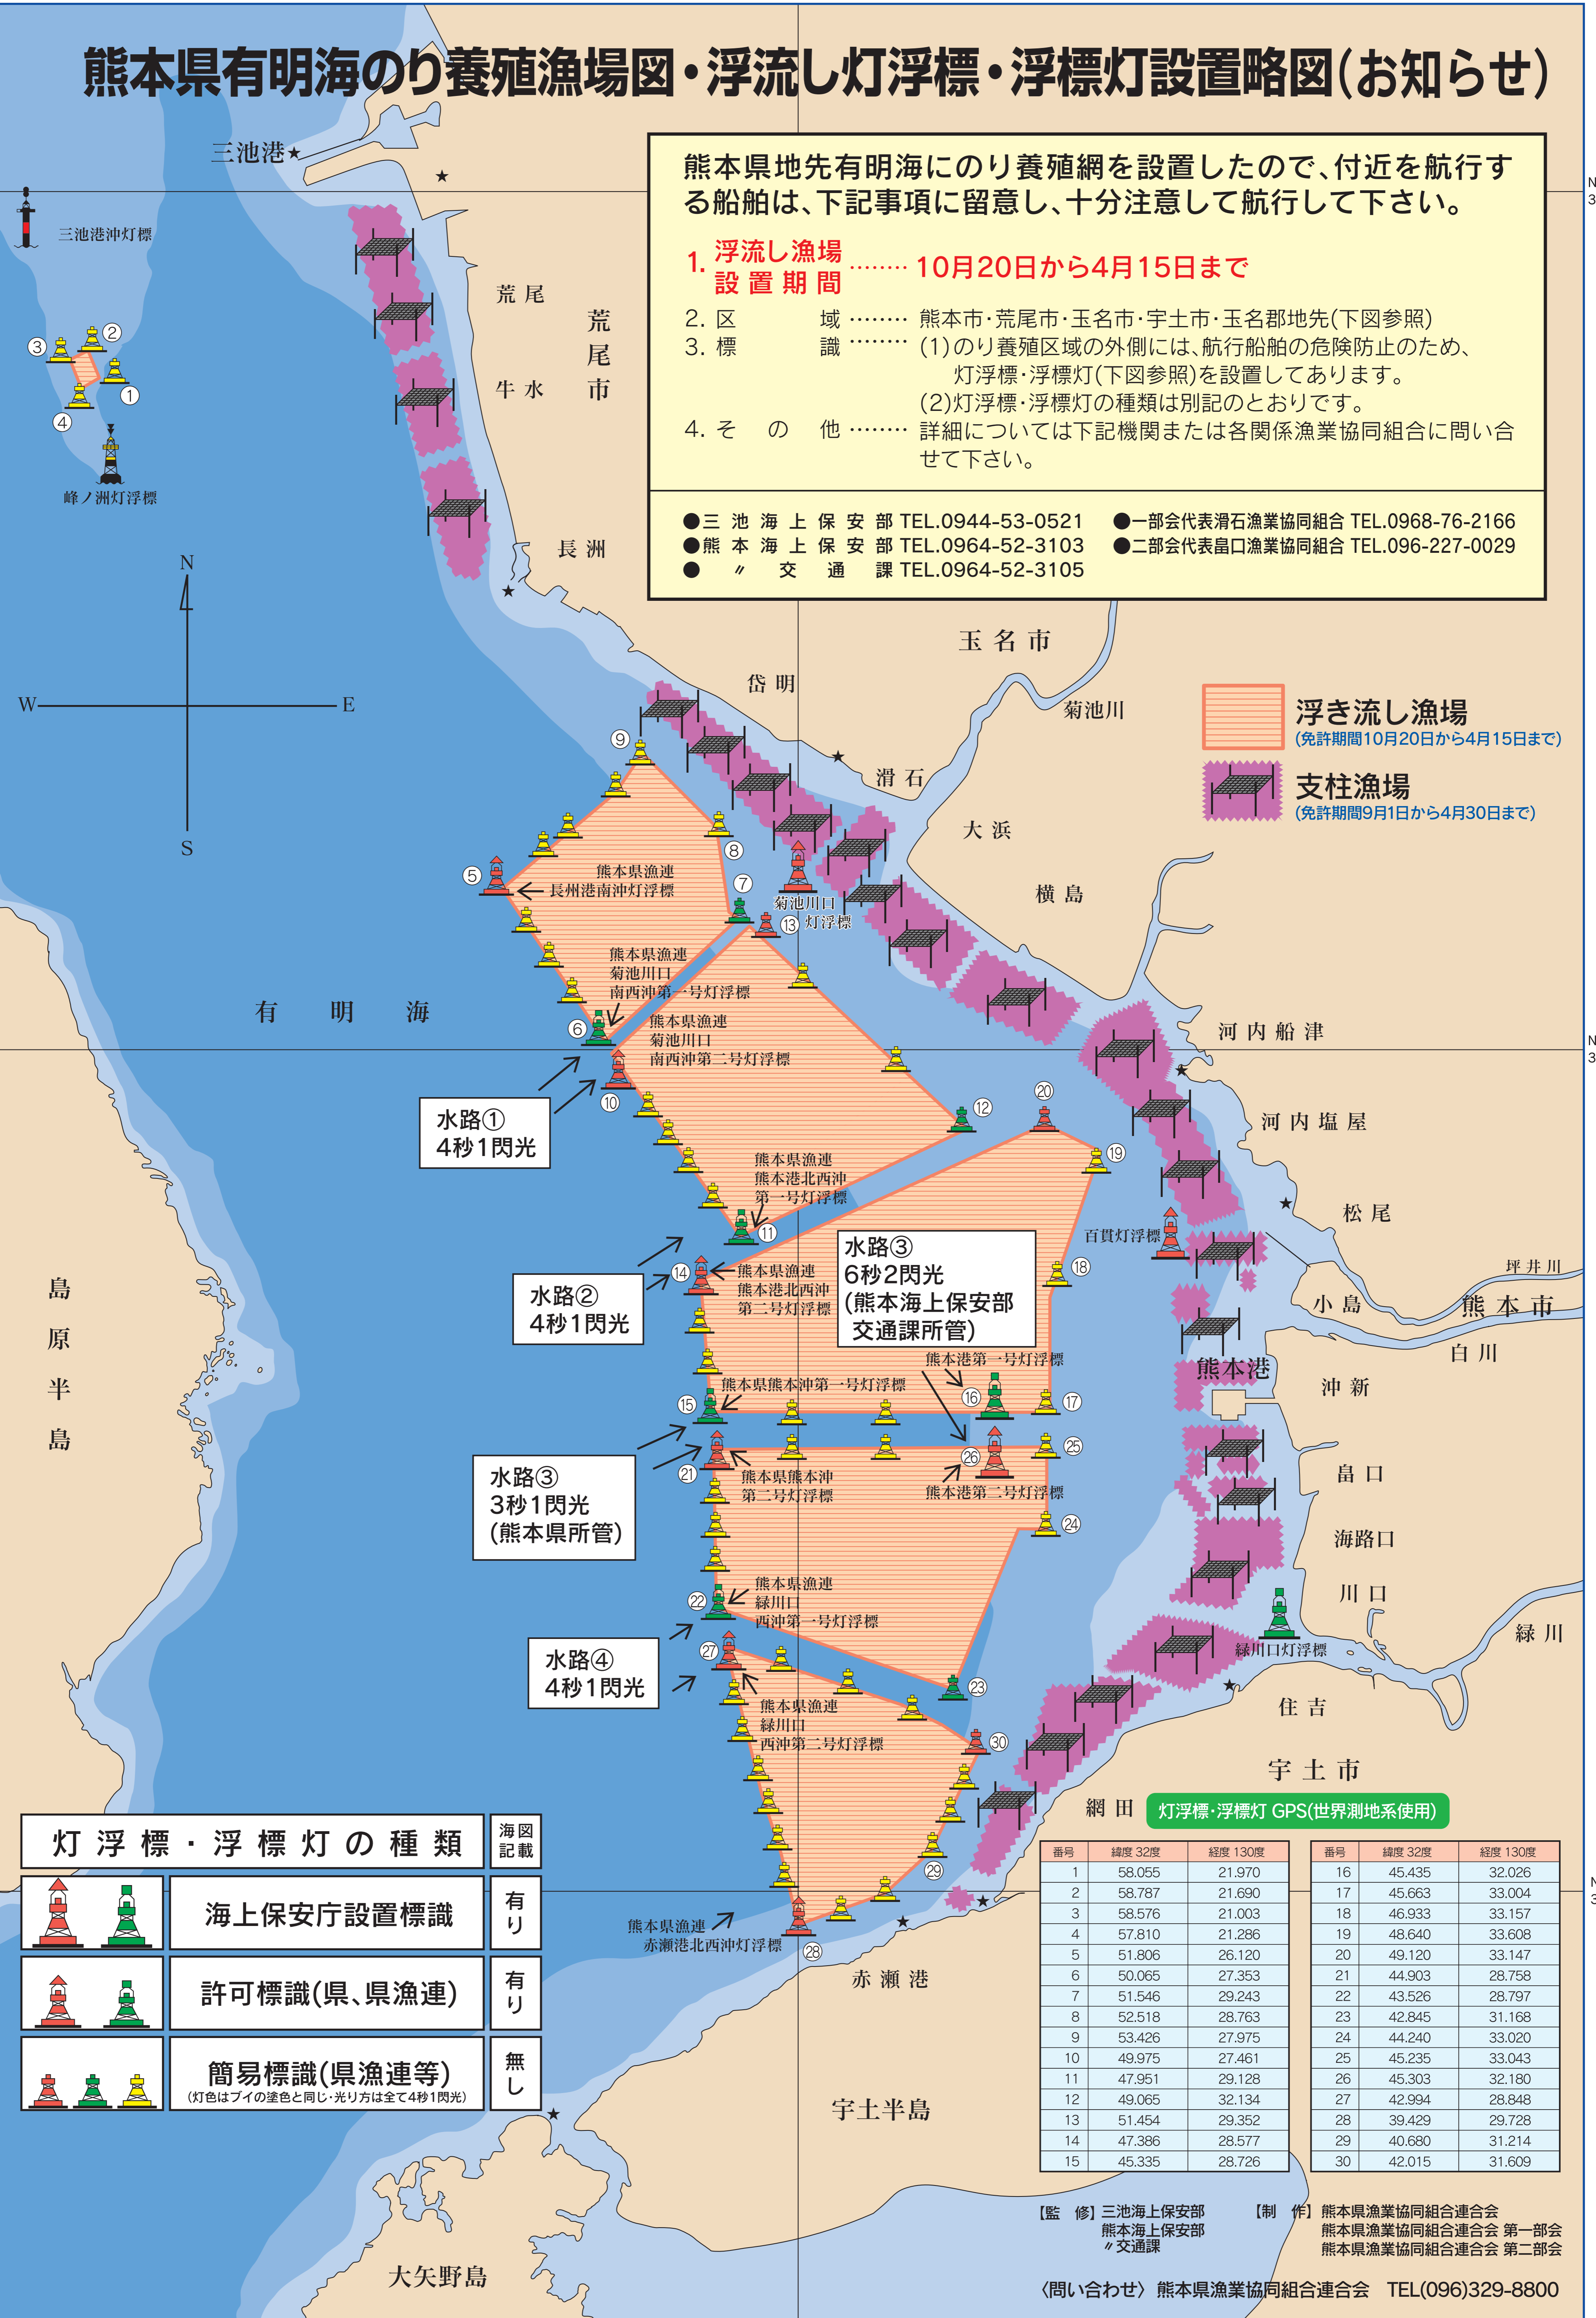 熊本県有明海のり養殖漁場図・浮流し灯浮標・浮標灯設置略図(お知らせ)
熊本県地先有明海にのり養殖網を設置したので、付近を航行す
る船舶は、下記事項に留意し、十分注意して航行して下さい。
1. 浮流し漁場
設置期間 ‥‥‥‥ 10月20日から4月15日まで
2. 区域 ‥‥‥‥ 熊本市・荒尾市・玉名市・宇土市・玉名郡地先(下図参照)
3. 標識 ‥‥‥‥ (1)のり養殖区域の外側には、航行船舶の危険防止のため、
灯浮標・浮標灯(下図参照)を設置してあります。
(2)灯浮標・浮標灯の種類は別記のとおりです。
4. その他 ‥‥‥‥ 詳細については下記機関または各関係漁業協同組合に問い合
せて下さい。
●三池海上保安部 TEL.0944-53-0521
●熊本海上保安部 TEL.0964-52-3103
●〃交通課 TEL.0964-52-3105
●一部会代表滑石漁業協同組合 TEL.0968-76-2166
●二部会代表畠口漁業協同組合 TEL.096-227-0029
三池港★
N
3
三池港沖灯標
②
③
①
④
峰ノ洲灯浮標
荒尾
荒尾市
牛水
長洲
N
W
E
S
玉名市
岱明
菊池川
滑石
大浜
横島
浮き流し漁場
(免許期間10月20日から4月15日まで)
支柱漁場
(免許期間9月1日から4月30日まで)
⑨
⑧
⑤
熊本県漁連
長州港南沖灯浮標
⑦
菊池川口
灯浮標
⑬
熊本県漁連
菊池川口
南西沖第一号灯浮標
⑥
熊本県漁連
菊池川口
南西沖第二号灯浮標
⑩
有明海
河内船津
N
3
水路①
4秒1閃光
⑫
⑳
⑲
河内塩屋
熊本県漁連
熊本港北西沖
第一号灯浮標
⑪
松尾
百貫灯浮標
坪井川
小島
熊本市
白川
水路②
4秒1閃光
⑭
熊本県漁連
熊本港北西沖
第二号灯浮標
水路③
6秒2閃光
(熊本海上保安部
交通課所管)
⑱
熊本港第一号灯浮標
熊本港
沖新
島原半島
熊本県熊本沖第一号灯浮標
⑮
⑯
⑰
㉑
熊本県熊本沖
第二号灯浮標
㉖
熊本港第二号灯浮標
㉕
水路③
3秒1閃光
(熊本県所管)
㉔
畠口
海路口
川口
緑川
緑川口灯浮標
㉒
熊本県漁連
緑川口
西沖第一号灯浮標
水路④
4秒1閃光
㉗
㉓
熊本県漁連
緑川口
西沖第二号灯浮標
㉚
住吉
宇土市
網田
㉙
熊本県漁連
赤瀬港北西沖灯浮標
㉘
赤瀬港
N
3
灯浮標・浮標灯の種類
海図
記載
海上保安庁設置標識
有り
許可標識(県、県漁連)
有り
簡易標識(県漁連等)
(灯色はブイの塗色と同じ・光り方は全て4秒1閃光)
無し
灯浮標・浮標灯 GPS(世界測地系使用)
番号 緯度 32度 経度 130度
1 58.055 21.970
2 58.787 21.690
3 58.576 21.003
4 57.810 21.286
5 51.806 26.120
6 50.065 27.353
7 51.546 29.243
8 52.518 28.763
9 53.426 27.975
10 49.975 27.461
11 47.951 29.128
12 49.065 32.134
13 51.454 29.352
14 47.386 28.577
15 45.335 28.726
番号 緯度 32度 経度 130度
16 45.435 32.026
17 45.663 33.004
18 46.933 33.157
19 48.640 33.608
20 49.120 33.147
21 44.903 28.758
22 43.526 28.797
23 42.845 31.168
24 44.240 33.020
25 45.235 33.043
26 45.303 32.180
27 42.994 28.848
28 39.429 29.728
29 40.680 31.214
30 42.015 31.609
宇土半島
大矢野島
【監修】三池海上保安部
熊本海上保安部
〃交通課
【制作】熊本県漁業協同組合連合会
熊本県漁業協同組合連合会 第一部会
熊本県漁業協同組合連合会 第二部会
〈問い合わせ〉熊本県漁業協同組合連合会 TEL(096)329-8800